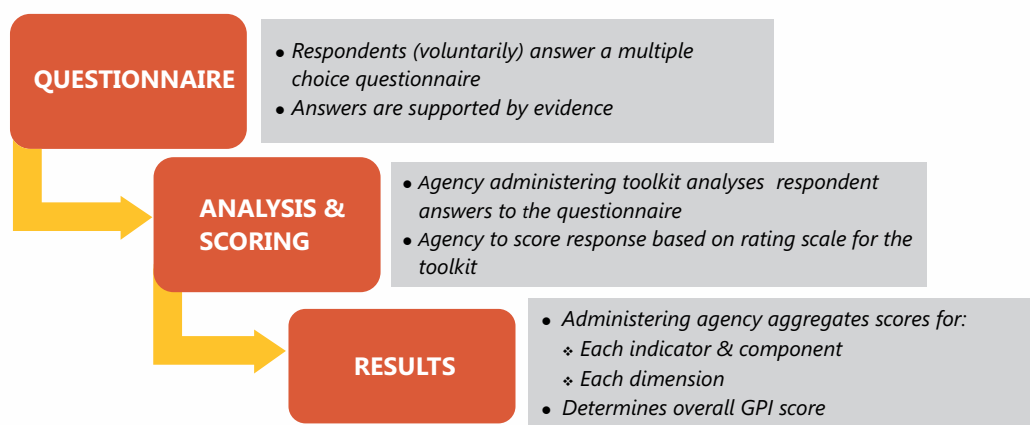 QUESTIONNAIRE
• Respondents (voluntarily) answer a multiple
choice questionnaire
• Answers are supported by evidence
ANALYSIS &
SCORING
• Agency administering toolkit analyses respondent
answers to the questionnaire
• Agency to score response based on rating scale for the
toolkit
RESULTS
• Administering agency aggregates scores for:
❖ Each indicator & component
❖ Each dimension
• Determines overall GPI score